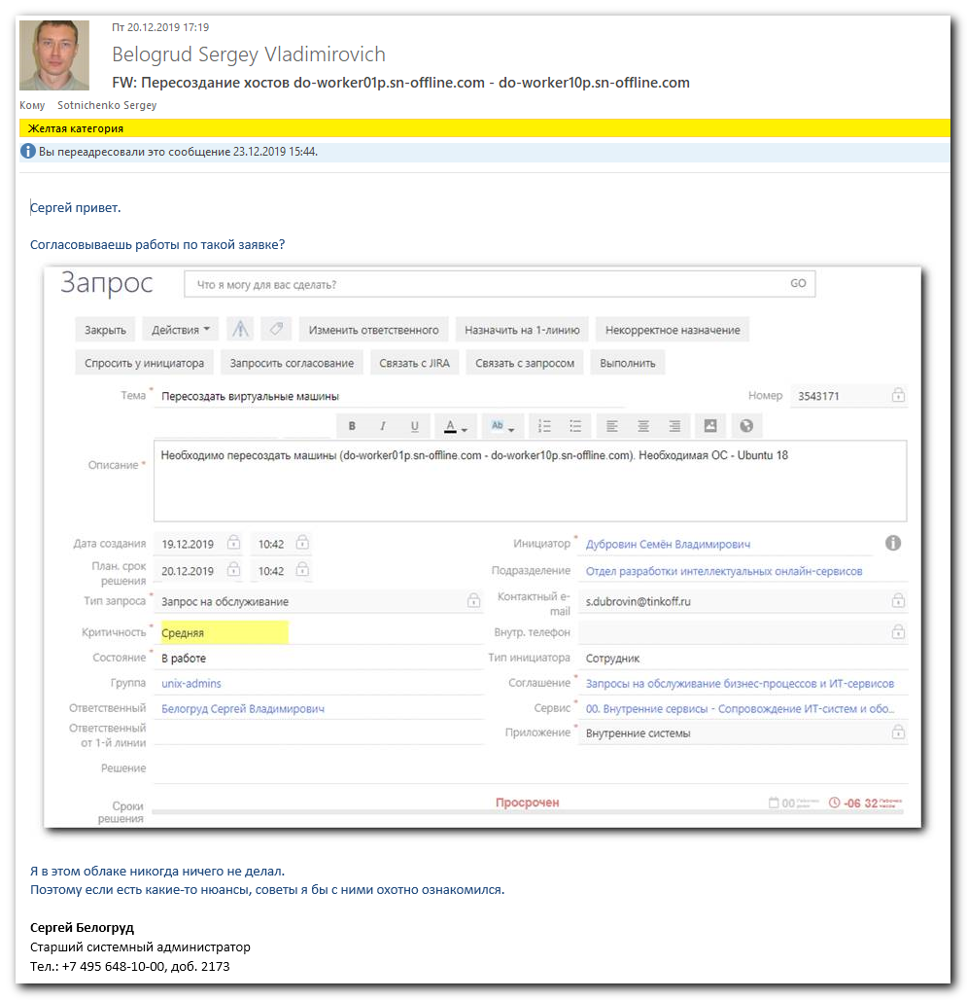 Пт 20.12.2019 17:19
Belogrud Sergey Vladimirovich
FW: Пересоздание хостов do-worker01p.sn-offline.com - do-worker10p.sn-offline.com
Кому Sotnichenko Sergey
Желтая категория
Вы переадресовали это сообщение 23.12.2019 15:44.
Сергей привет.
Согласовываешь работы по такой заявке?
Запрос Что я могу для вас сделать? GO
Закрыть Действия Изменить ответственного Назначить на 1-линию Некорректное назначение
Спросить у инициатора Запросить согласование Связать с JIRA Связать с запросом Выполнить
Тема * Пересоздать виртуальные машины Номер 3543171
B I U A Ab
Описание * Необходимо пересоздать машины (do-worker01p.sn-offline.com - do-worker10p.sn-offline.com). Необходимая ОС - Ubuntu 18
Дата создания 19.12.2019 10:42 Инициатор * Дубровин Семён Владимирович
План. срок решения 20.12.2019 10:42 Подразделение Отдел разработки интеллектуальных онлайн-сервисов
Тип запроса * Запрос на обслуживание Контактный e-mail s.dubrovin@tinkoff.ru
Критичность * Средняя Внутр. телефон
Состояние * В работе Тип инициатора Сотрудник
Группа unix-admins Соглашение * Запросы на обслуживание бизнес-процессов и ИТ-сервисов
Ответственный Белогруд Сергей Владимирович Сервис * 00. Внутренние сервисы - Сопровождение ИТ-систем и обо...
Ответственный от 1-й линии Приложение * Внутренние системы
Решение
Сроки решения Просрочен 00 -06 32
Я в этом облаке никогда ничего не делал.
Поэтому если есть какие-то нюансы, советы я бы с ними охотно ознакомился.
Сергей Белогруд
Старший системный администратор
Тел.: +7 495 648-10-00, доб. 2173